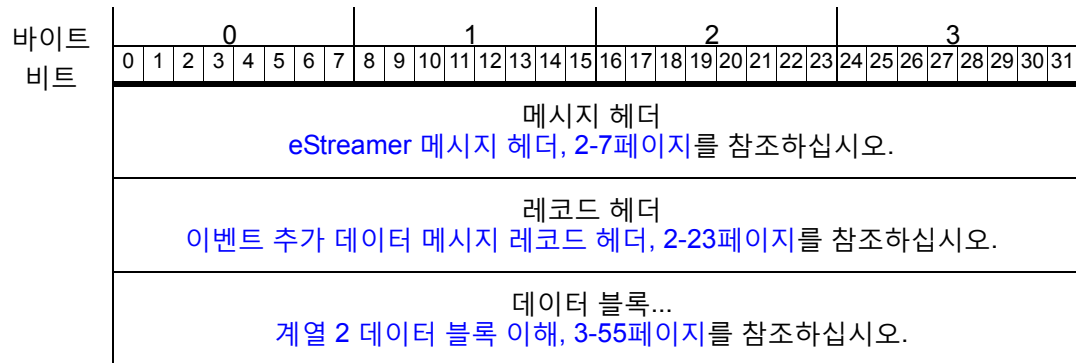 바이트 0 1 2 3
비트 0 1 2 3 4 5 6 7 8 9 10 11 12 13 14 15 16 17 18 19 20 21 22 23 24 25 26 27 28 29 30 31
메시지 헤더
eStreamer 메시지 헤더, 2-7페이지를 참조하십시오.
레코드 헤더
이벤트 추가 데이터 메시지 레코드 헤더, 2-23페이지를 참조하십시오.
데이터 블록...
계열 2 데이터 블록 이해, 3-55페이지를 참조하십시오.